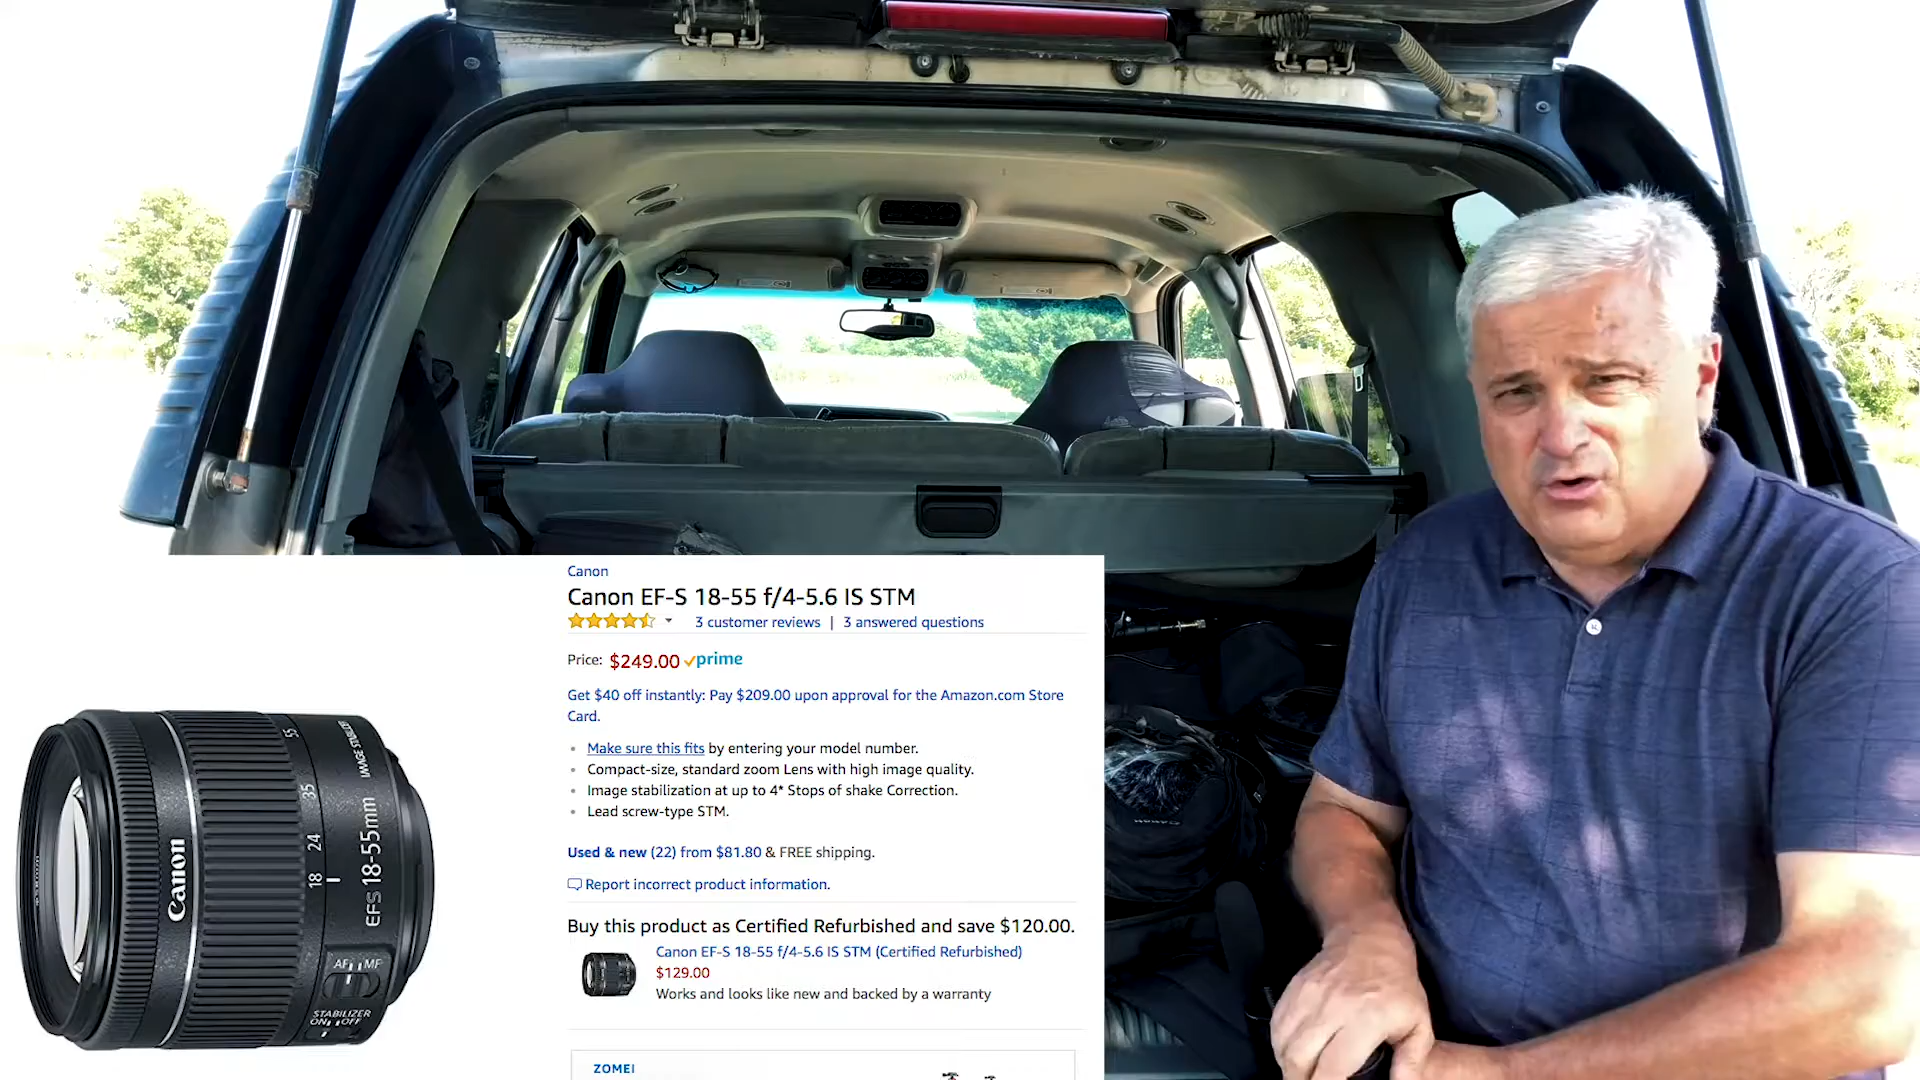 Canon
Canon EF-S 18-55 f/4-5.6 IS STM
3 customer reviews | 3 answered questions
Price: $249.00 prime
Get $40 off instantly: Pay $209.00 upon approval for the Amazon.com Store
Card.
Make sure this fits by entering your model number.
Compact-size, standard zoom Lens with high image quality.
Image stabilization at up to 4* Stops of shake Correction.
Lead screw-type STM.
Used & new (22) from $81.80 & FREE shipping.
Report incorrect product information.
Buy this product as Certified Refurbished and save $120.00.
Canon EF-S 18-55 f/4-5.6 IS STM (Certified Refurbished)
$129.00
Works and looks like new and backed by a warranty
ZOMEI
Canon
18 24 35 55
EFS 18-55mm
IMAGE STABILIZER
AF MF
STABILIZER
ON OFF